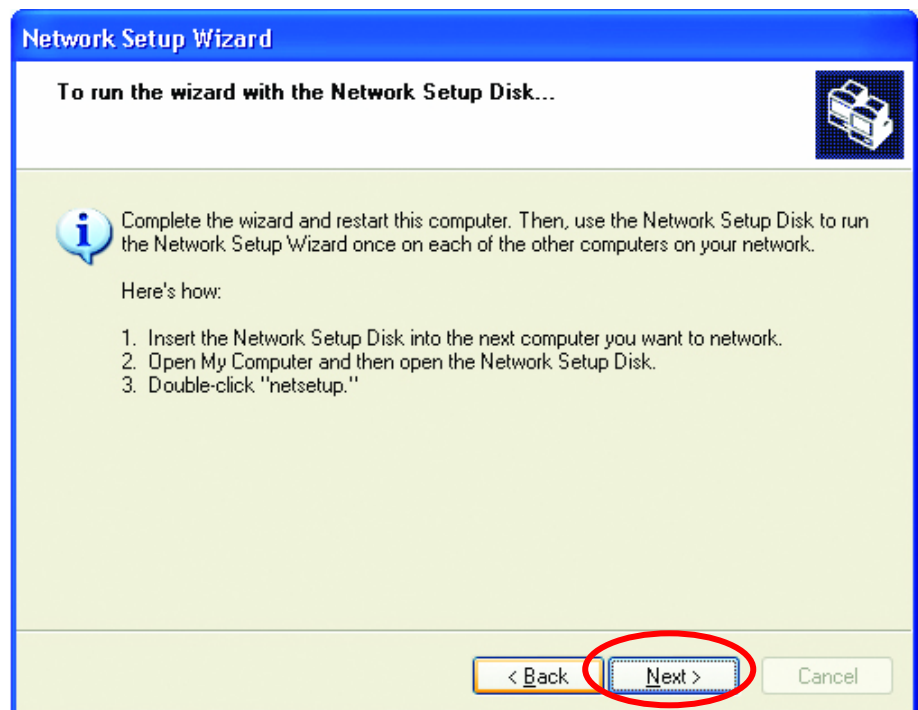 Network Setup Wizard
To run the wizard with the Network Setup Disk...
Complete the wizard and restart this computer. Then, use the Network Setup Disk to run
the Network Setup Wizard once on each of the other computers on your network.
Here's how:
1. Insert the Network Setup Disk into the next computer you want to network.
2. Open My Computer and then open the Network Setup Disk.
3. Double-click "netsetup."
< Back
Next >
Cancel